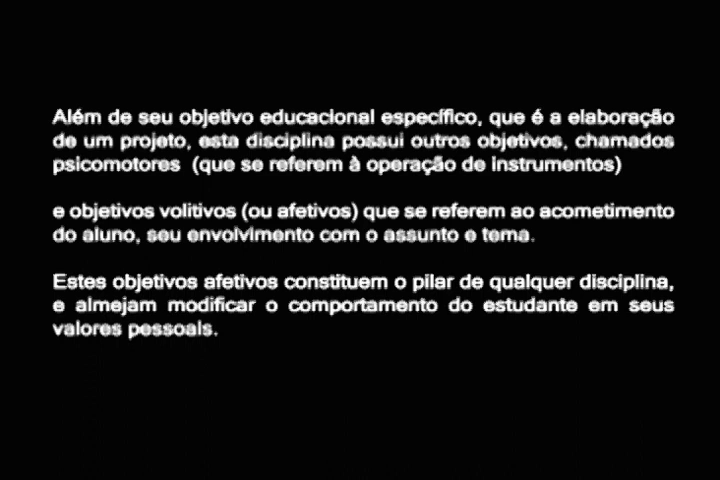 Além de seu objetivo educacional específico, que é a elaboração
de um projeto, esta disciplina possui outros objetivos, chamados
psicomotores (que se referem à operação de instrumentos)
e objetivos volitivos (ou afetivos) que se referem ao acometimento
do aluno, seu envolvimento com o assunto e tema.
Estes objetivos afetivos constituem o pilar de qualquer disciplina,
e almejam modificar o comportamento do estudante em seus
valores pessoais.